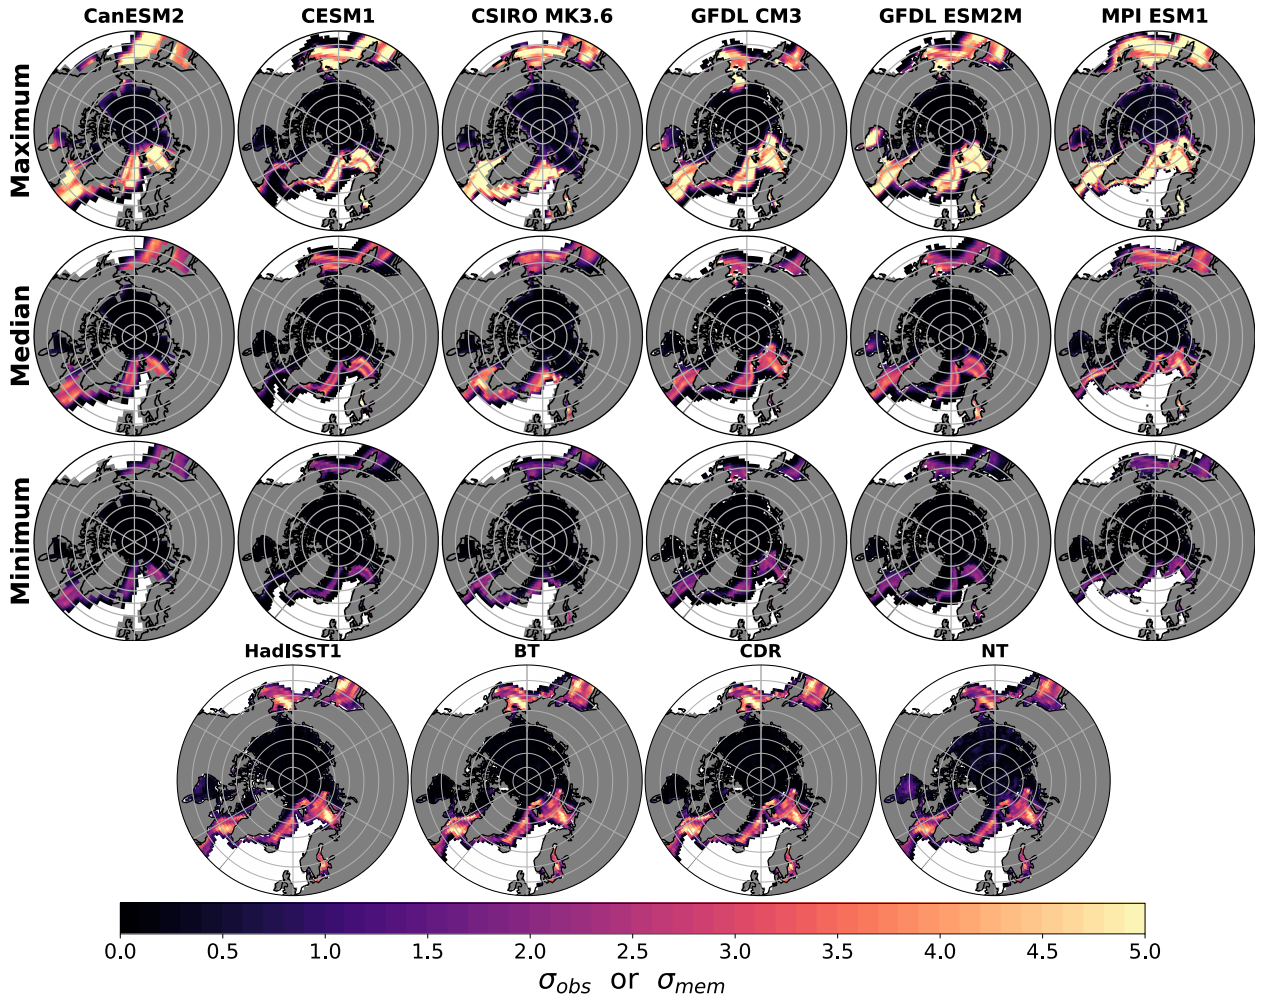 CanESM2 CESM1 CSIRO MK3.6 GFDL CM3 GFDL ESM2M MPI ESM1
Maximum
Median
Minimum
HadISST1 BT CDR NT
0.0 0.5 1.0 1.5 2.0 2.5 3.0 3.5 4.0 4.5 5.0
σobs or σmem